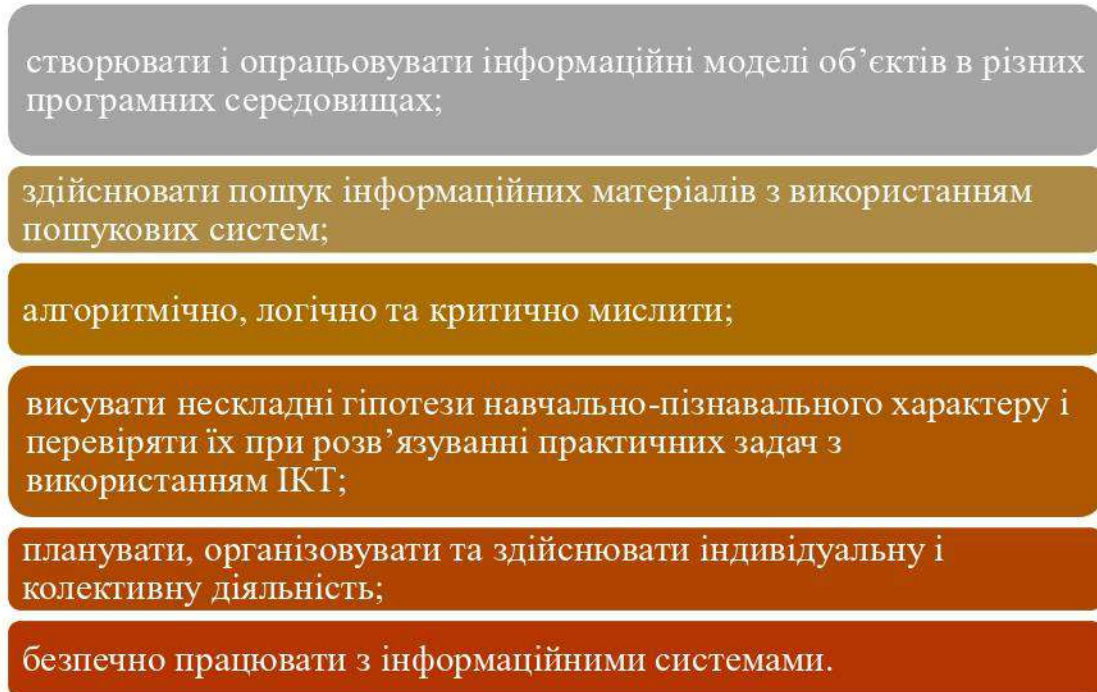 створювати і опрацьовувати інформаційні моделі об’єктів в різних
програмних середовищах;
здійснювати пошук інформаційних матеріалів з використанням
пошукових систем;
алгоритмічно, логічно та критично мислити;
висувати нескладні гіпотези навчально-пізнавального характеру і
перевіряти їх при розв’язуванні практичних задач з
використанням ІКТ;
планувати, організовувати та здійснювати індивідуальну і
колективну діяльність;
безпечно працювати з інформаційними системами.